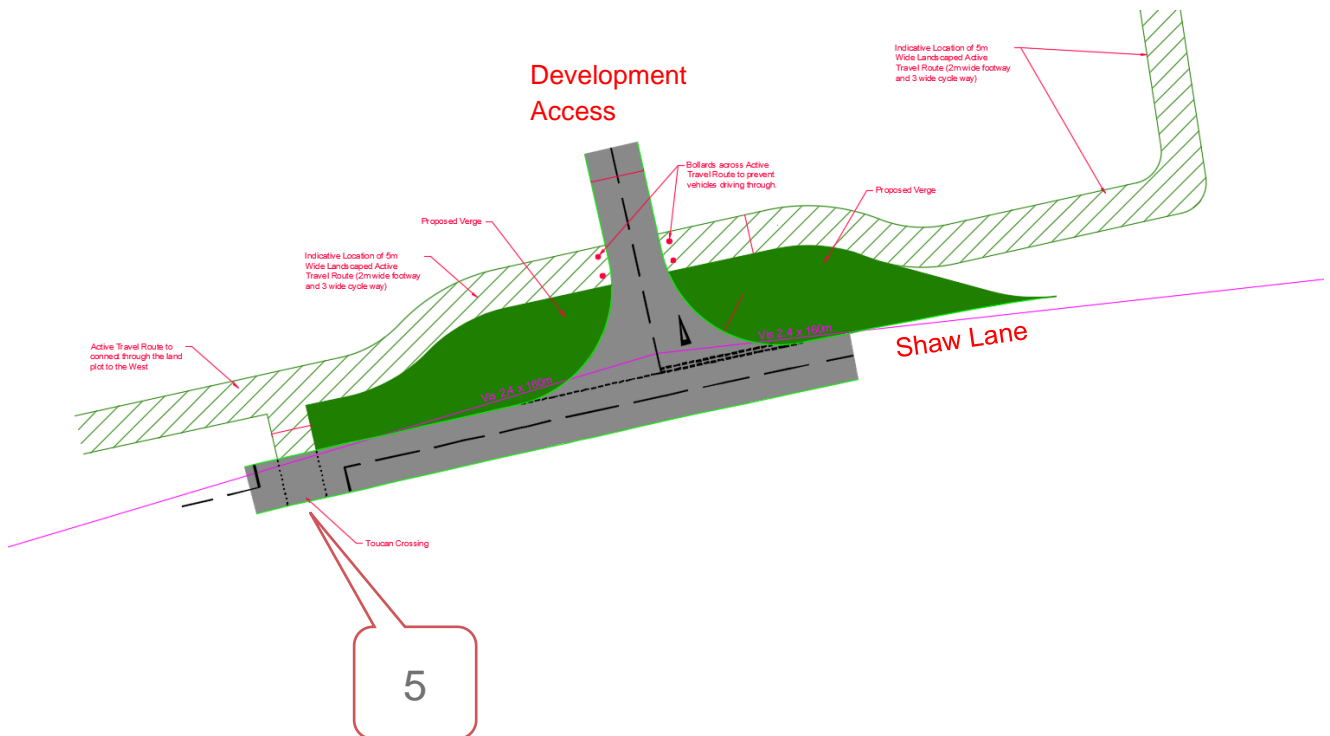 Development
Access
Indicative Location of 5m
Wide Landscaped Active
Travel Route (2m wide footway
and 3 wide cycle way)
Bollards across Active
Travel Route to prevent
vehicles driving through.
Proposed Verge
Proposed Verge
Indicative Location of 5m
Wide Landscaped Active
Travel Route (2m wide footway
and 3 wide cycle way)
Active Travel Route to
connect through the land
plot to the West
Vis 2.4 x 160m
Shaw Lane
Vis 2.4 x 160m
Toucan Crossing
5